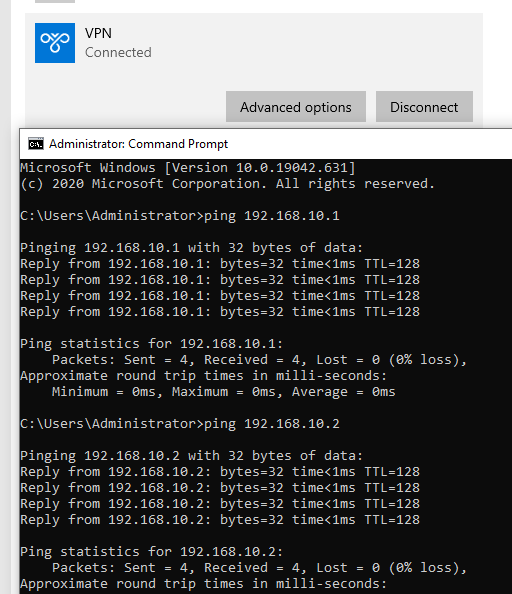 VPN
Connected
Advanced options
Disconnect
Administrator: Command Prompt
Microsoft Windows [Version 10.0.19042.631]
(c) 2020 Microsoft Corporation. All rights reserved.
C:\Users\Administrator>ping 192.168.10.1
Pinging 192.168.10.1 with 32 bytes of data:
Reply from 192.168.10.1: bytes=32 time<1ms TTL=128
Reply from 192.168.10.1: bytes=32 time<1ms TTL=128
Reply from 192.168.10.1: bytes=32 time<1ms TTL=128
Reply from 192.168.10.1: bytes=32 time<1ms TTL=128
Ping statistics for 192.168.10.1:
Packets: Sent = 4, Received = 4, Lost = 0 (0% loss),
Approximate round trip times in milli-seconds:
Minimum = 0ms, Maximum = 0ms, Average = 0ms
C:\Users\Administrator>ping 192.168.10.2
Pinging 192.168.10.2 with 32 bytes of data:
Reply from 192.168.10.2: bytes=32 time<1ms TTL=128
Reply from 192.168.10.2: bytes=32 time<1ms TTL=128
Reply from 192.168.10.2: bytes=32 time<1ms TTL=128
Reply from 192.168.10.2: bytes=32 time<1ms TTL=128
Ping statistics for 192.168.10.2:
Packets: Sent = 4, Received = 4, Lost = 0 (0% loss),
Approximate round trip times in milli-seconds: